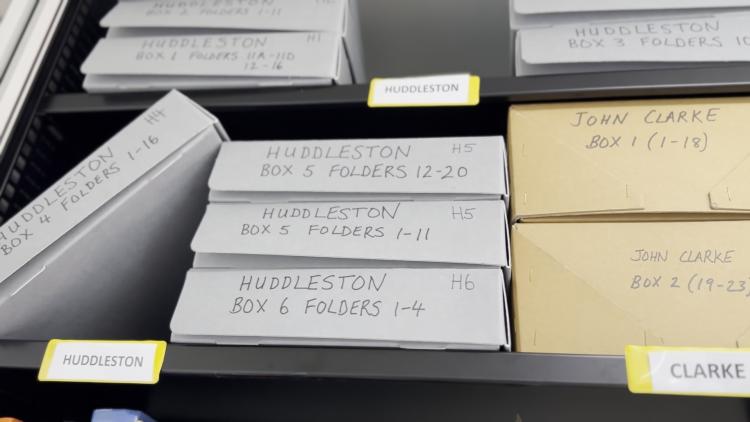 BOX 2 FOLDERS 1-11
HUDDLESTON H1
BOX 1 FOLDERS 11A-11D
12-16
BOX 3 FOLDERS
HUDDLESTON
HUDDLESTON H4
BOX 4 FOLDERS 1-16
HUDDLESTON H5
BOX 5 FOLDERS 12-20
HUDDLESTON H5
BOX 5 FOLDERS 1-11
HUDDLESTON H6
BOX 6 FOLDERS 1-4
JOHN CLARKE
BOX 1 (1-18)
JOHN CLARKE
BOX 2 (19-23)
HUDDLESTON
CLARKE